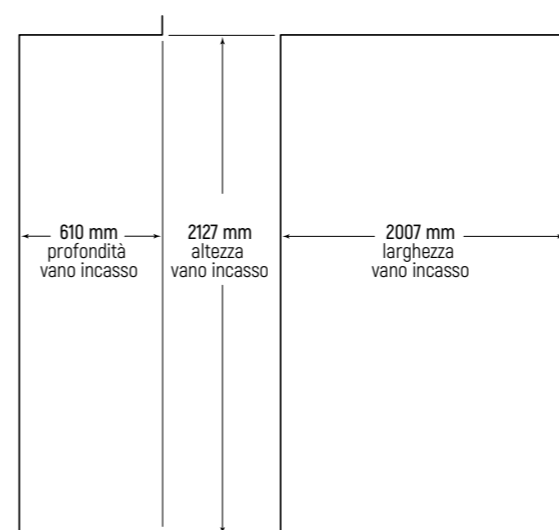 610 mm
profondità
vano incasso
2127 mm
altezza
vano incasso
2007 mm
larghezza
vano incasso